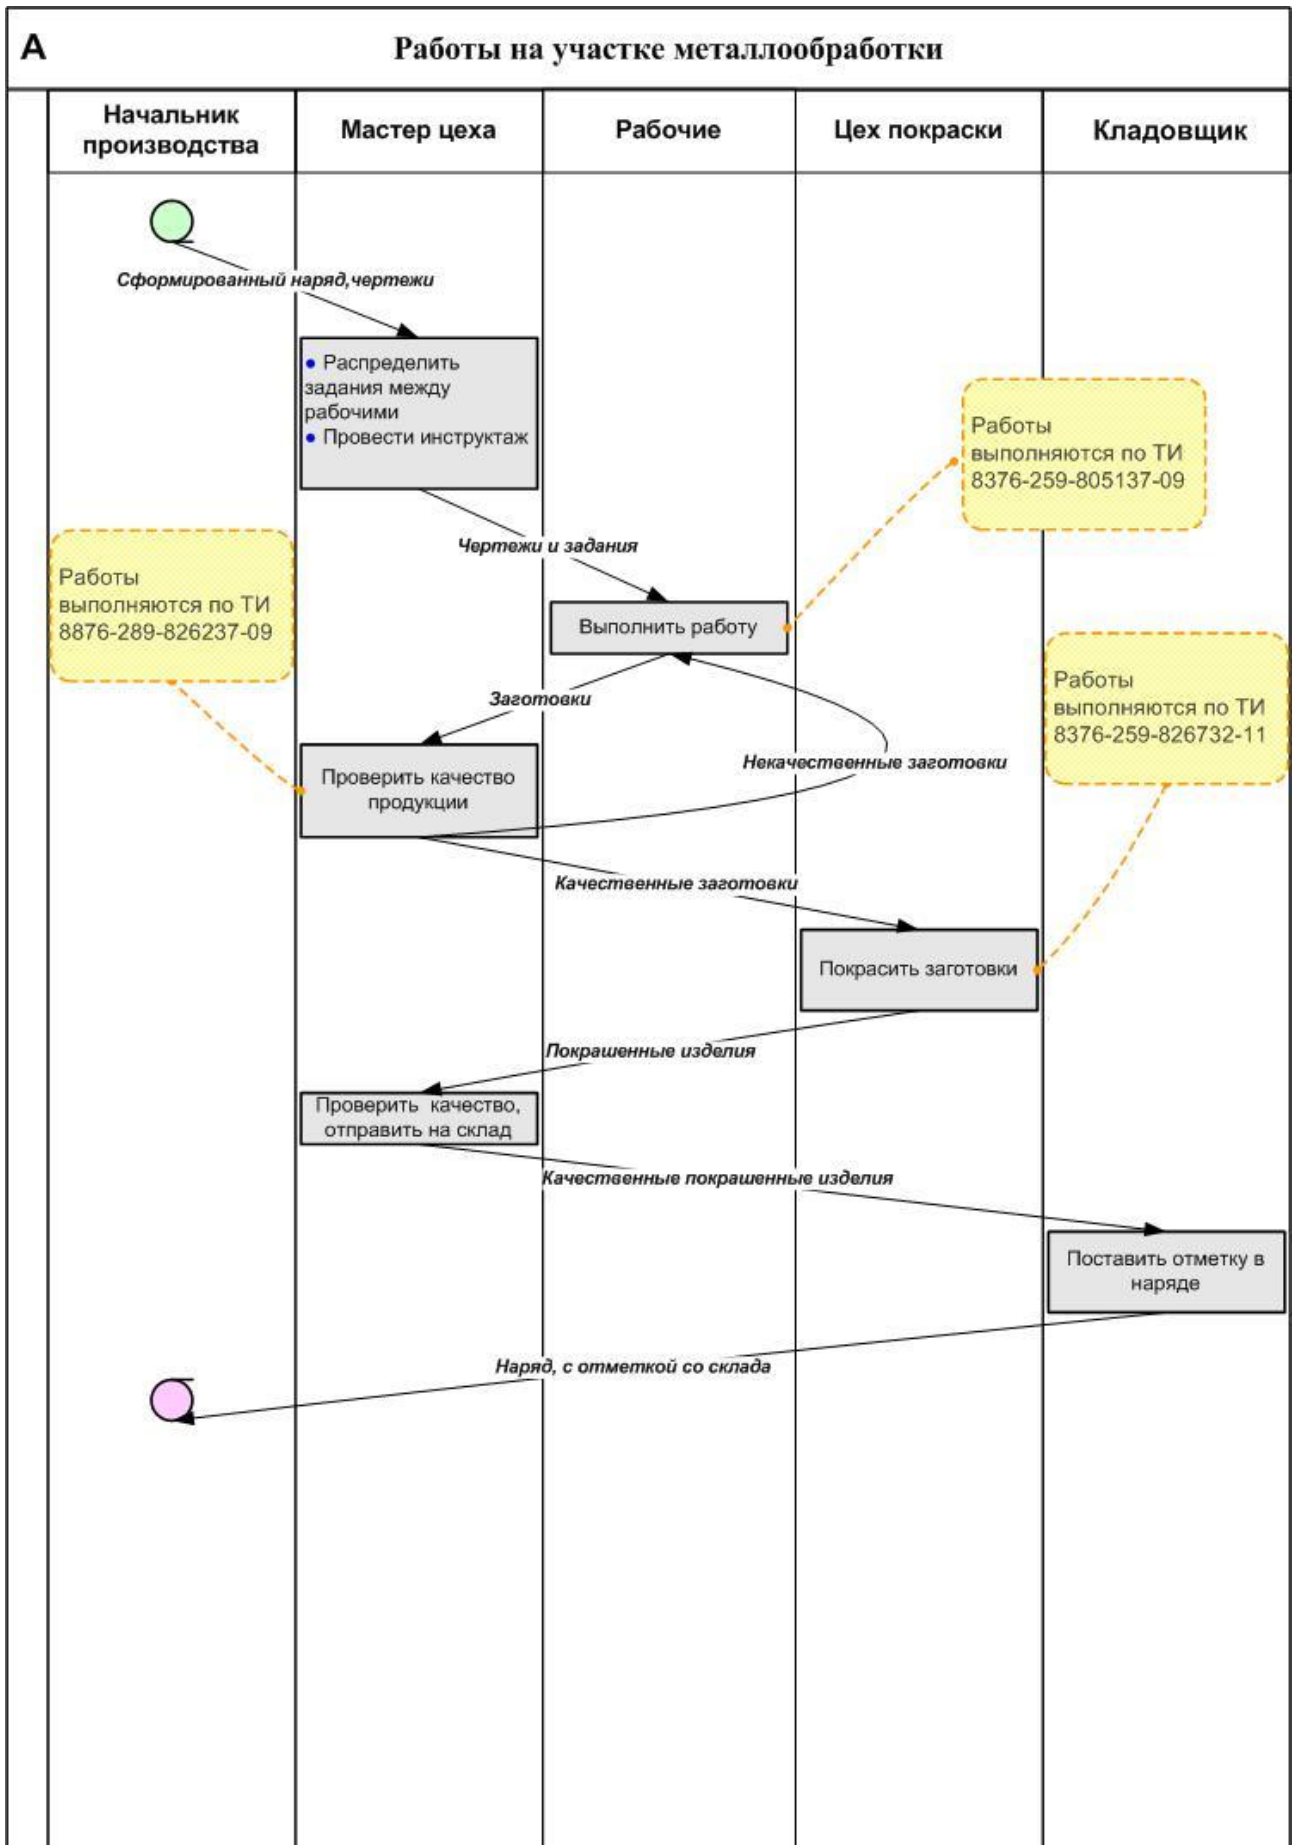 А
Работы на участке металлообработки
Начальник
производства
Мастер цеха
Рабочие
Цех покраски
Кладовщик
Сформированный наряд,чертежи
• Распределить
задания между
рабочими
• Провести инструктаж
Работы
выполняются по ТИ
8376-259-805137-09
Чертежи и задания
Работы
выполняются по ТИ
8876-289-826237-09
Выполнить работу
Работы
выполняются по ТИ
8376-259-826732-11
Заготовки
Некачественные заготовки
Проверить качество
продукции
Качественные заготовки
Покрасить заготовки
Покрашенные изделия
Проверить качество,
отправить на склад
Качественные покрашенные изделия
Поставить отметку в
наряде
Наряд, с отметкой со склада